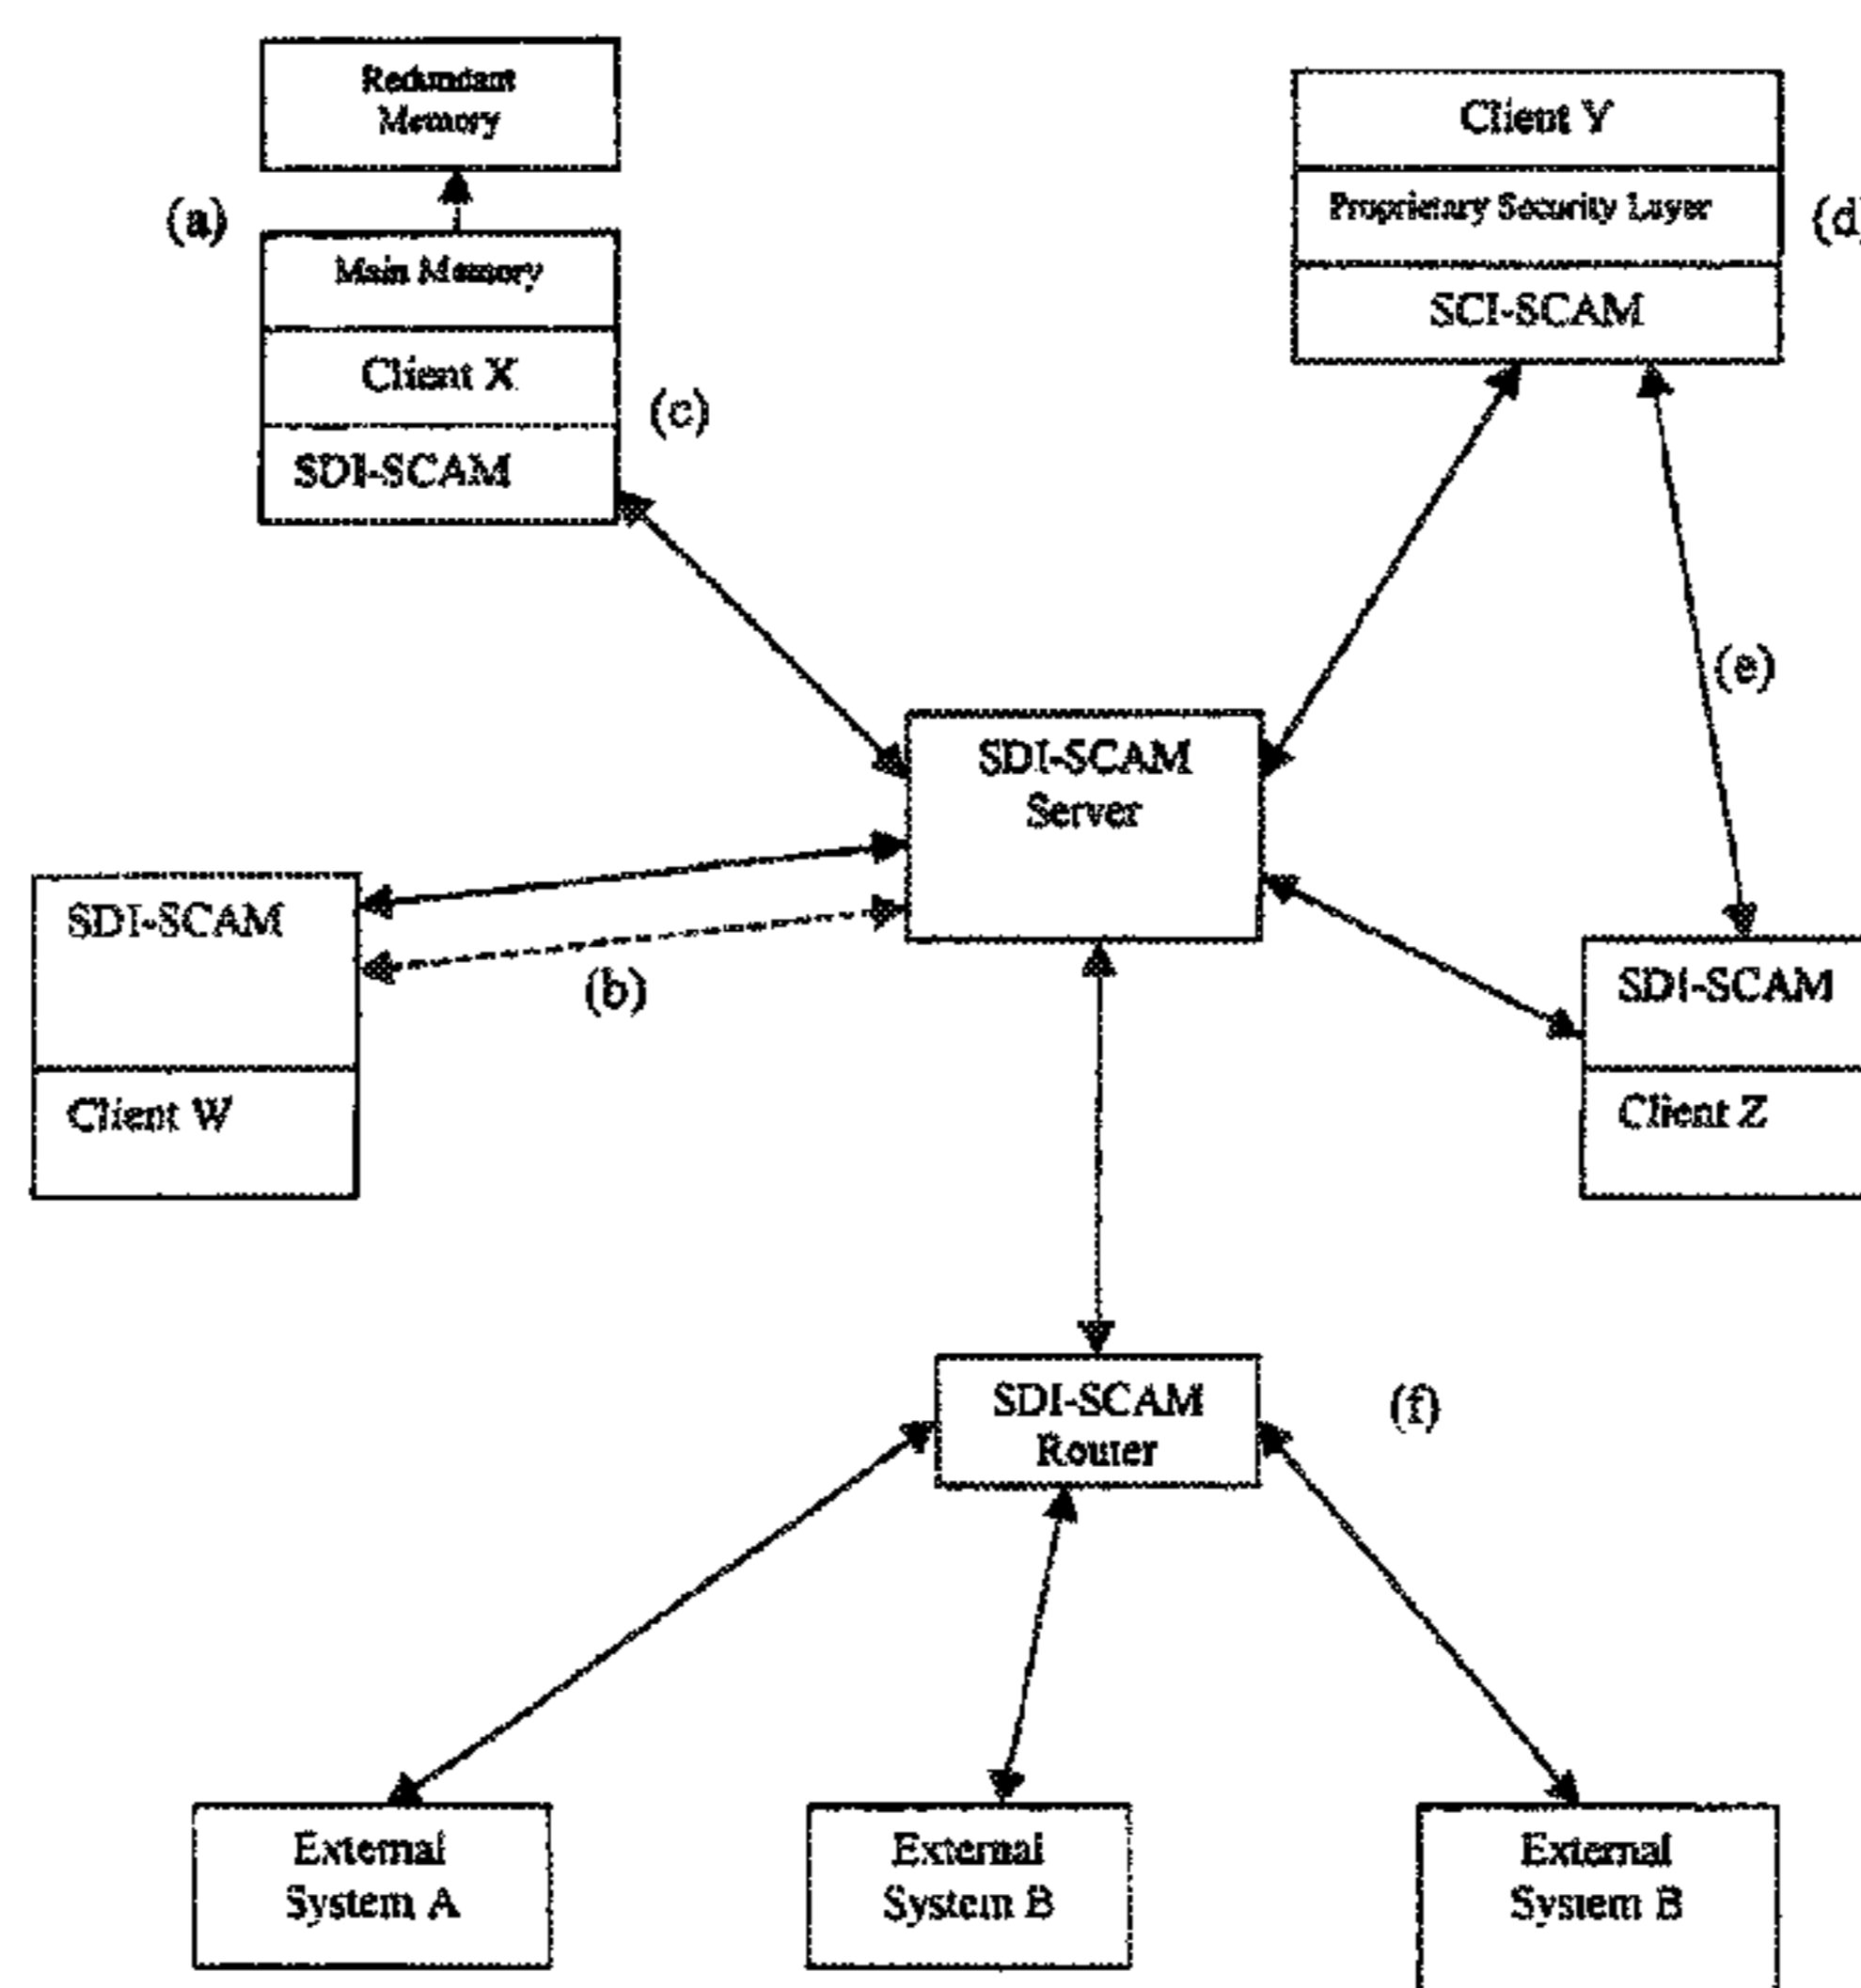 Redundant
Memory
(a)
Main Memory
Client X
(c)
SDI-SCAM
Client Y
Proprietary Security Layer
(d)
SCI-SCAM
(e)
SDI-SCAM
Server
SDI-SCAM
(b)
Client W
SDI-SCAM
Client Z
SDI-SCAM
Router
(f)
External
System A
External
System B
External
System B